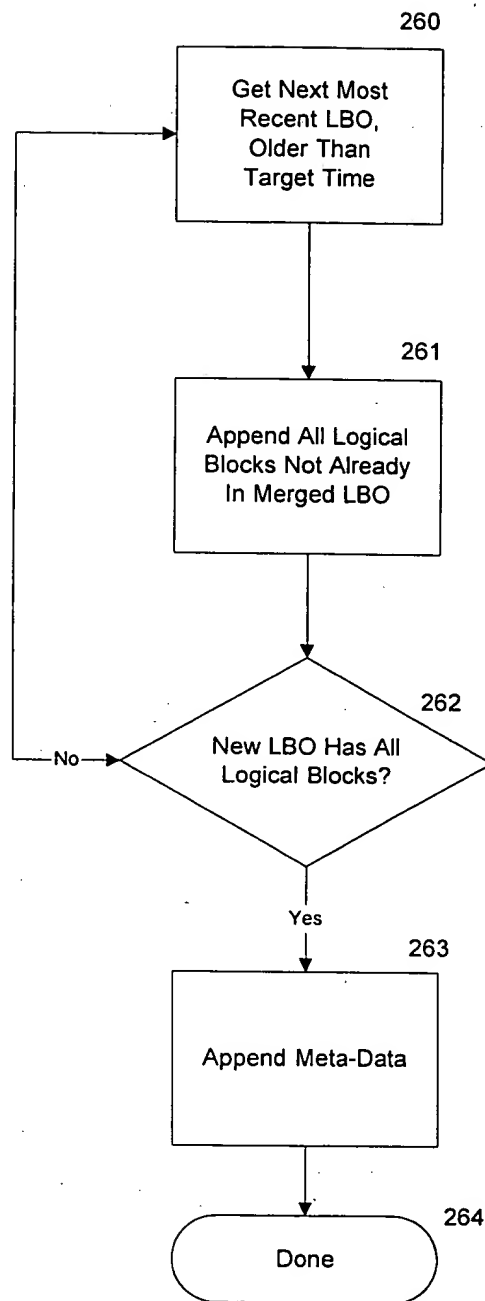 260
Get Next Most
Recent LBO,
Older Than
Target Time
261
Append All Logical
Blocks Not Already
In Merged LBO
262
New LBO Has All
Logical Blocks?
No
Yes
263
Append Meta-Data
264
Done